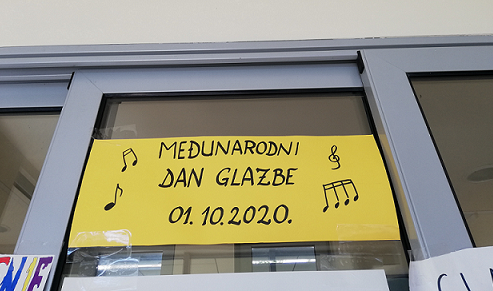 MEĐUNARODNI
DAN GLAZBE
01.10.2020.